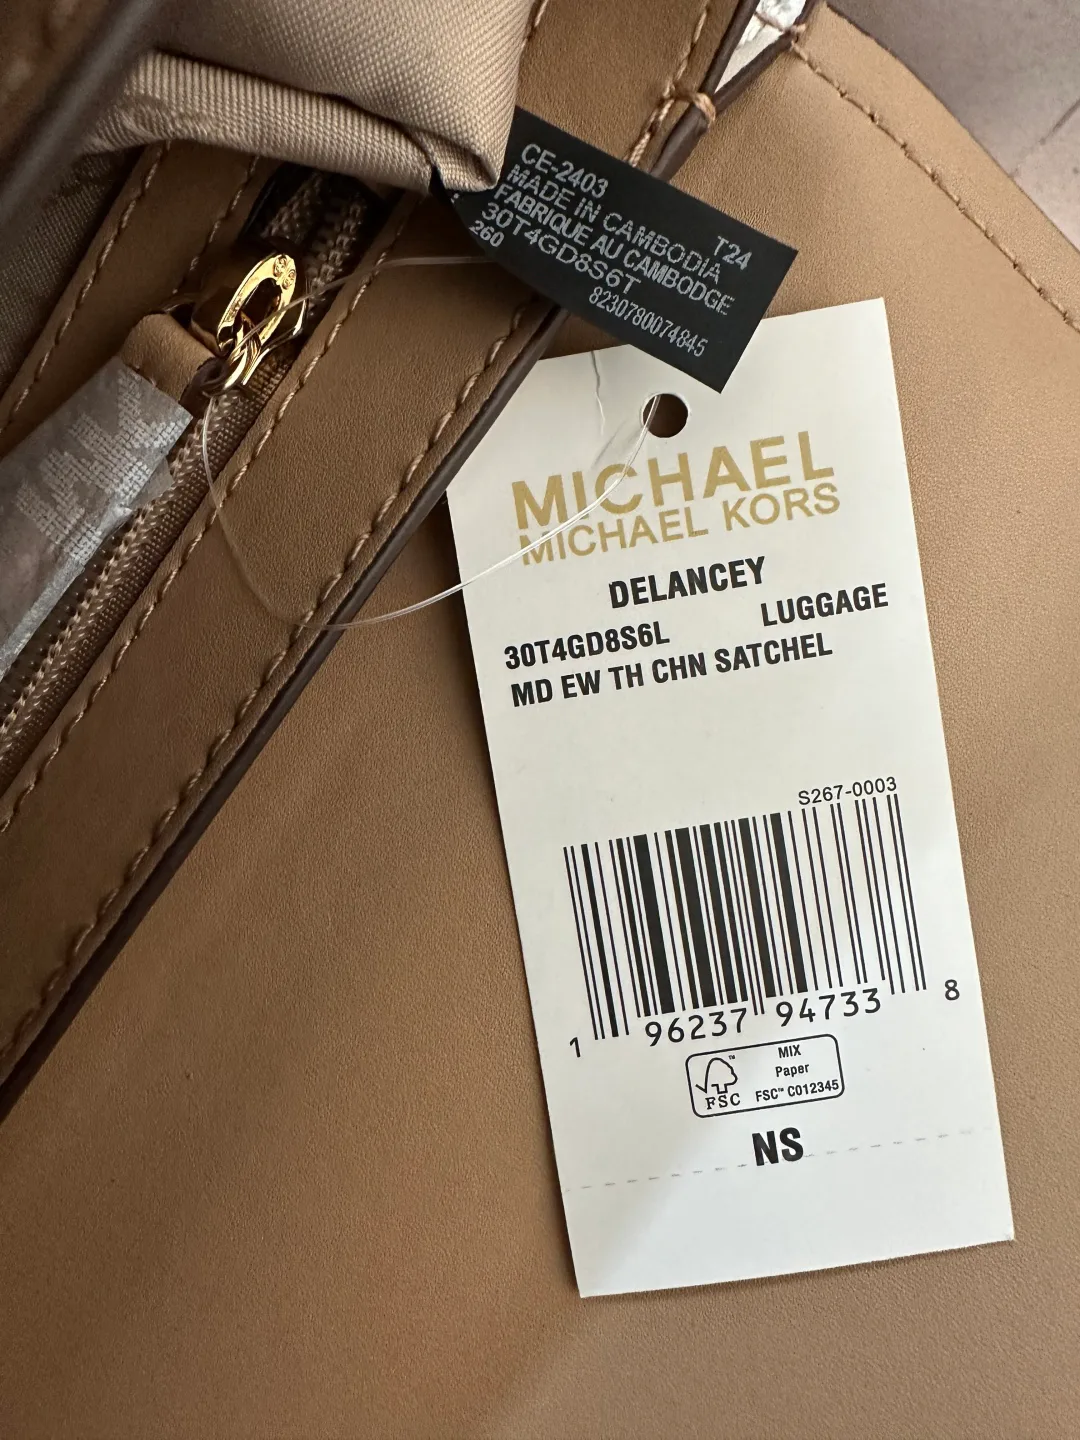 CE-2403
MADE IN CAMBODIA T24
FABRIQUE AU CAMBODGE
30T4GD8S6T
260 8230780074845
MICHAEL
MICHAEL KORS
DELANCEY
30T4GD8S6L LUGGAGE
MD EW TH CHN SATCHEL
S267-0003
1 96237 94733 8
FSC™
MIX
Paper
FSC™ C012345
NS